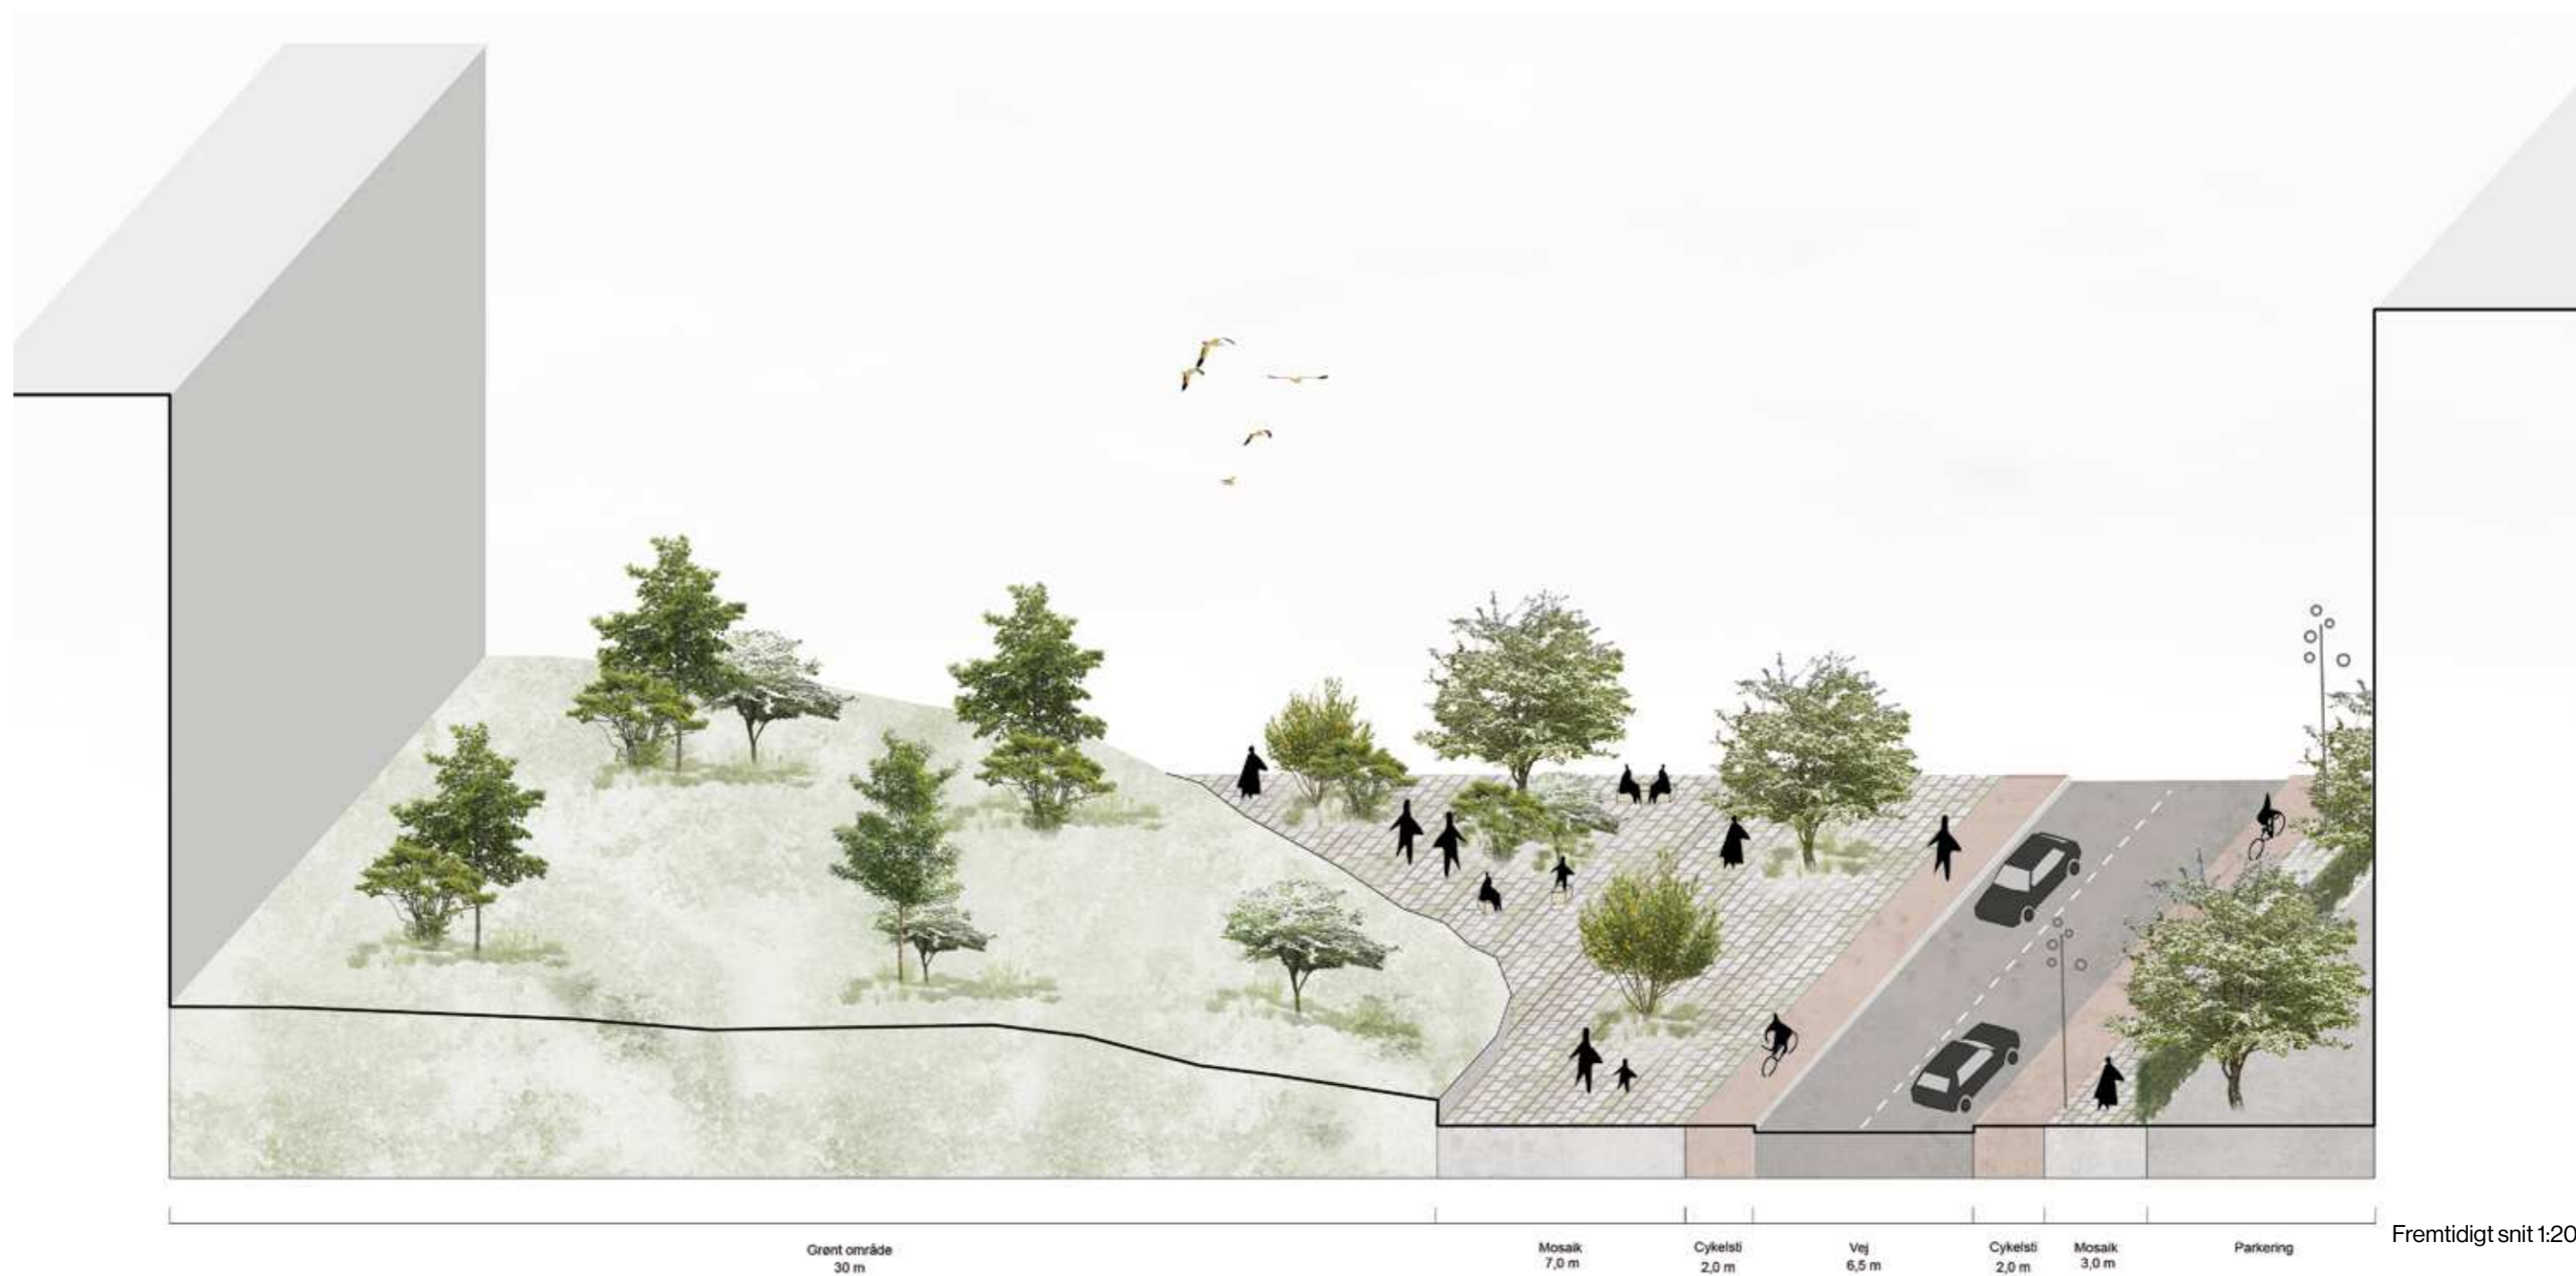 Grønt område
30 m
Mosaik
7,0 m
Cykelsti
2,0 m
Vej
6,5 m
Cykelsti
2,0 m
Mosaik
3,0 m
Parkering
Fremtidigt snit 1:20